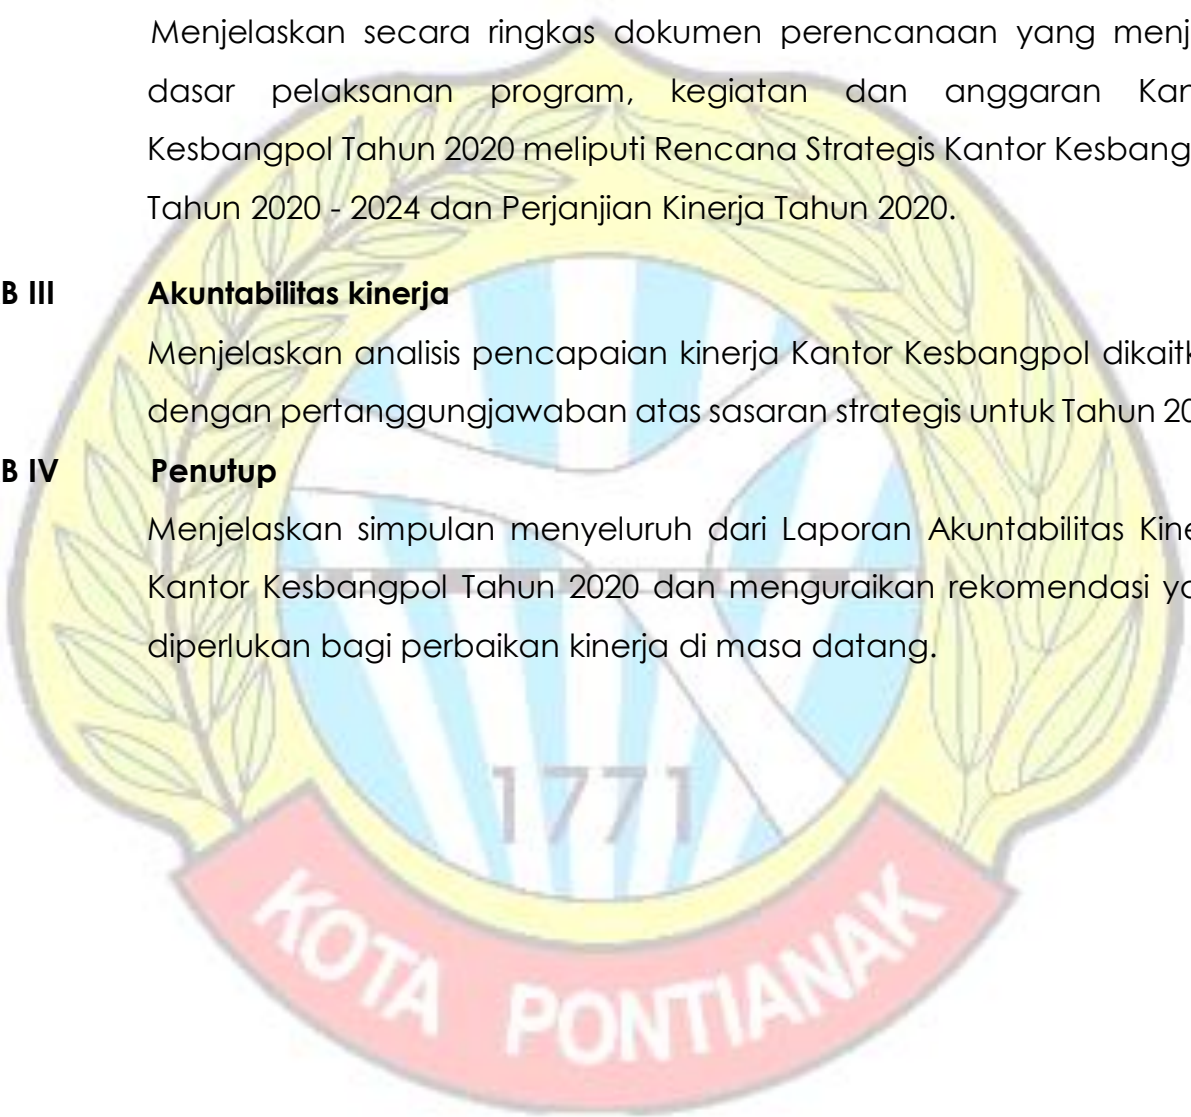 Menjelaskan secara ringkas dokumen perencanaan yang menj
dasar pelaksanan program, kegiatan dan anggaran Kan
Kesbangpol Tahun 2020 meliputi Rencana Strategis Kantor Kesbang
Tahun 2020 - 2024 dan Perjanjian Kinerja Tahun 2020.
B III Akuntabilitas kinerja
Menjelaskan analisis pencapaian kinerja Kantor Kesbangpol dikaitk
dengan pertanggungjawaban atas sasaran strategis untuk Tahun 20
B IV Penutup
Menjelaskan simpulan menyeluruh dari Laporan Akuntabilitas Kine
Kantor Kesbangpol Tahun 2020 dan menguraikan rekomendasi ya
diperlukan bagi perbaikan kinerja di masa datang.
1771
KOTA PONTIANAK